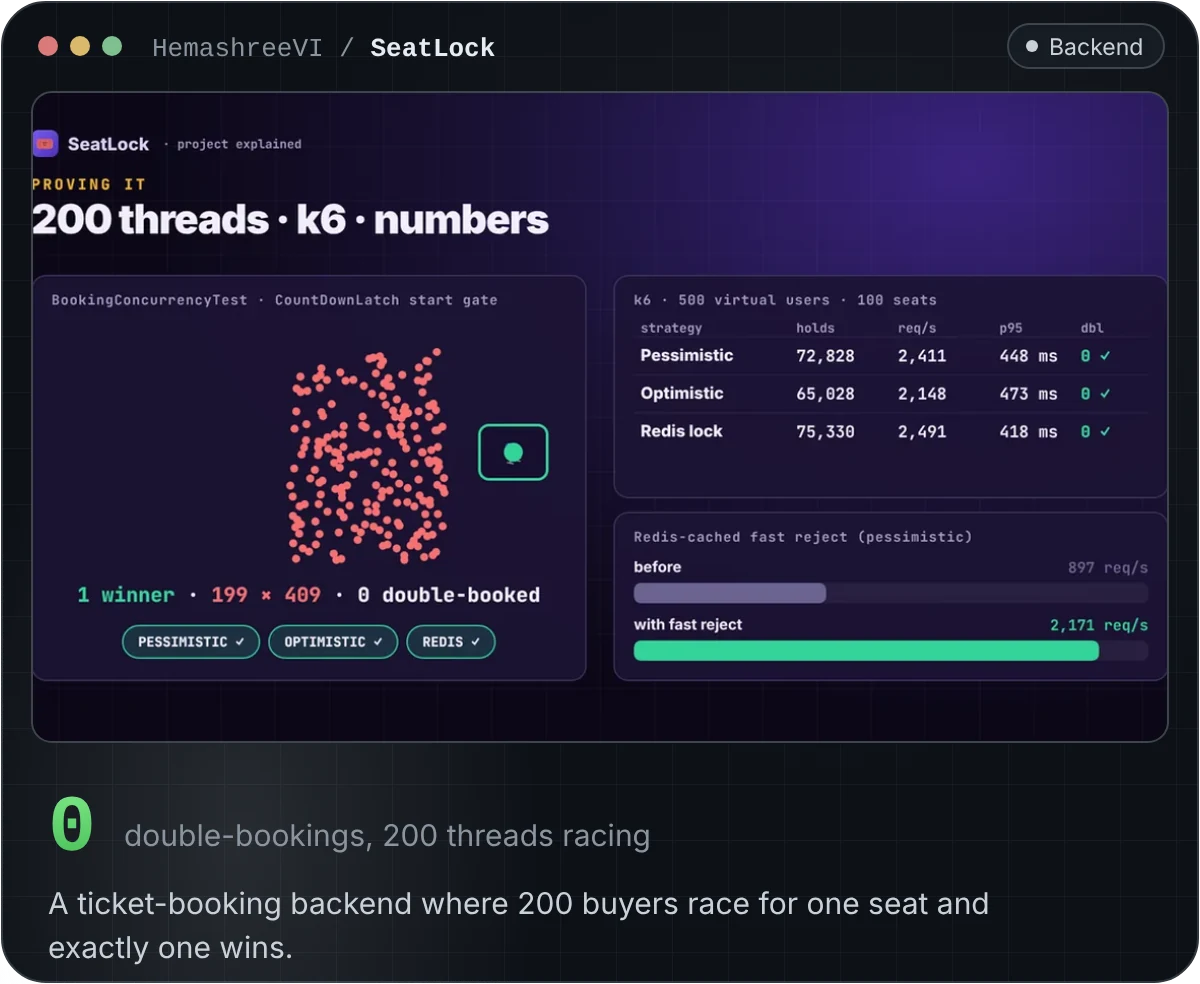 HemashreeVI / SeatLock
Backend
SeatLock · project explained
PROVING IT
200 threads · k6 · numbers
BookingConcurrencyTest · CountDownLatch start gate
1 winner · 199 × 409 · 0 double-booked
PESSIMISTIC ✓ OPTIMISTIC ✓ REDIS ✓
k6 · 500 virtual users · 100 seats
strategy holds req/s p95 dbl
Pessimistic 72,828 2,411 448 ms 0 ✓
Optimistic 65,028 2,148 473 ms 0 ✓
Redis lock 75,330 2,491 418 ms 0 ✓
Redis-cached fast reject (pessimistic)
before 897 req/s
with fast reject 2,171 req/s
0 double-bookings, 200 threads racing
A ticket-booking backend where 200 buyers race for one seat and
exactly one wins.